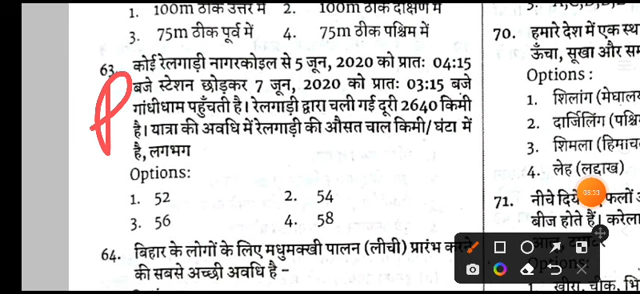 1. 100m ठीक उत्तर में 2. 100m ठीक दक्षिण में
3. 75m ठीक पूर्व में 4. 75m ठीक पश्चिम में
63. कोई रेलगाड़ी नागरकोइल से 5 जून, 2020 को प्रातः 04:15
बजे स्टेशन छोड़कर 7 जून, 2020 को प्रातः 03:15 बजे
गांधीधाम पहुँचती है। रेलगाड़ी द्वारा चली गई दूरी 2640 किमी
है। यात्रा की अवधि में रेलगाड़ी की औसत चाल किमी/घंटा में
है, लगभग
Options:
1. 52 2. 54
3. 56 4. 58
64. बिहार के लोगों के लिए मधुमक्खी पालन (लीची) प्रारंभ करने
की सबसे अच्छी अवधि है –
70. हमारे देश में एक स्थ
ऊँचा, सूखा और सम
Options :
1. शिलांग (मेघालय
2. दार्जिलिंग (पश्चि
3. शिमला (हिमाच
4. लेह (लद्दाख)
71. नीचे दिये फलों
बीज होते हैं। करेला
Options:
1. खीरा, चीकू, भि